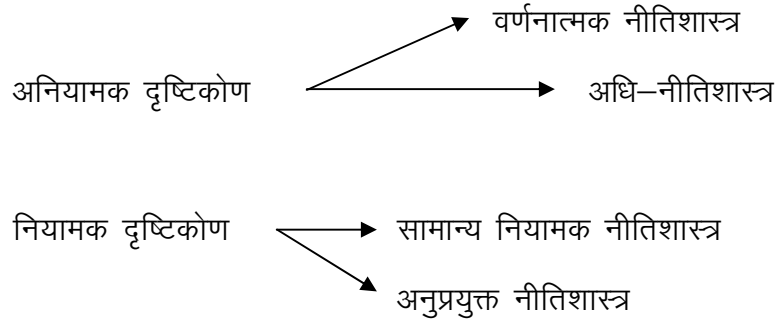 वर्णनात्मक नीतिशास्त्र
अनियामक दृष्टिकोण
अधि–नीतिशास्त्र
नियामक दृष्टिकोण
सामान्य नियामक नीतिशास्त्र
अनुप्रयुक्त नीतिशास्त्र